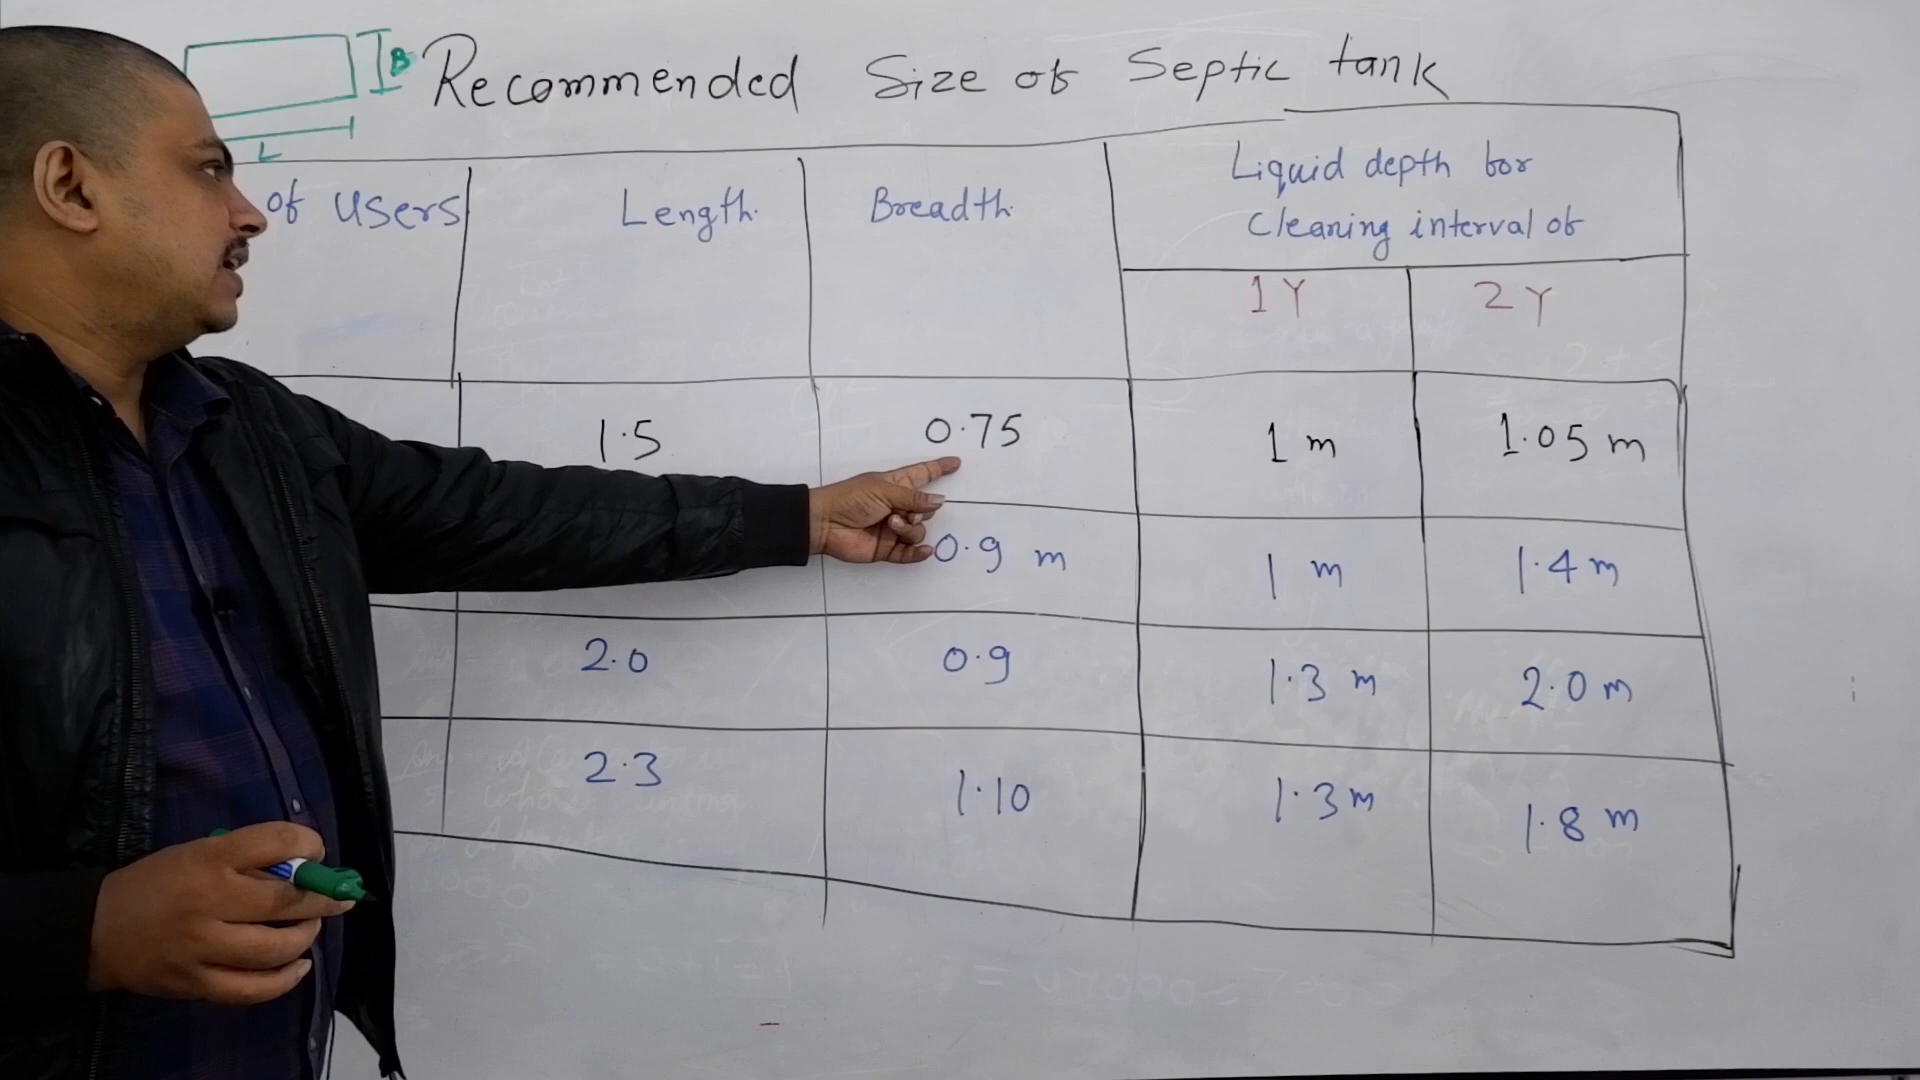 B
L
Recommended Size of Septic tank
of users
Length.
Breadth.
Liquid depth for
Cleaning interval of
1Y
2Y
1.5
0.75
1 m
1.05 m
0.9 m
1 m
1.4 m
2.0
0.9
1.3 m
2.0 m
2.3
1.10
1.3 m
1.8 m